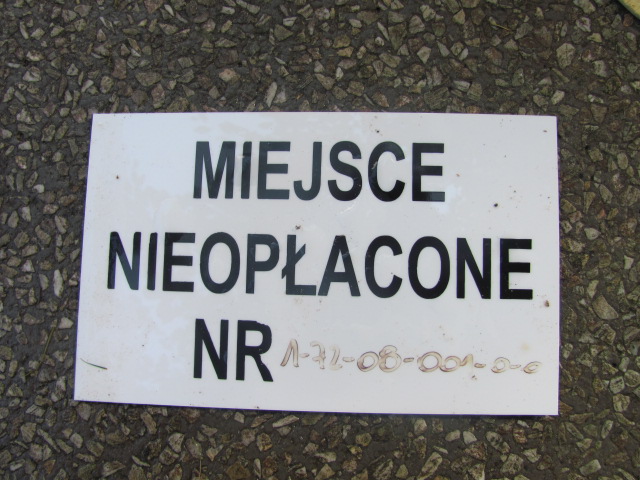 MIEJSCE
NIEOPŁACONE
NR 1-72-08-001-0-0